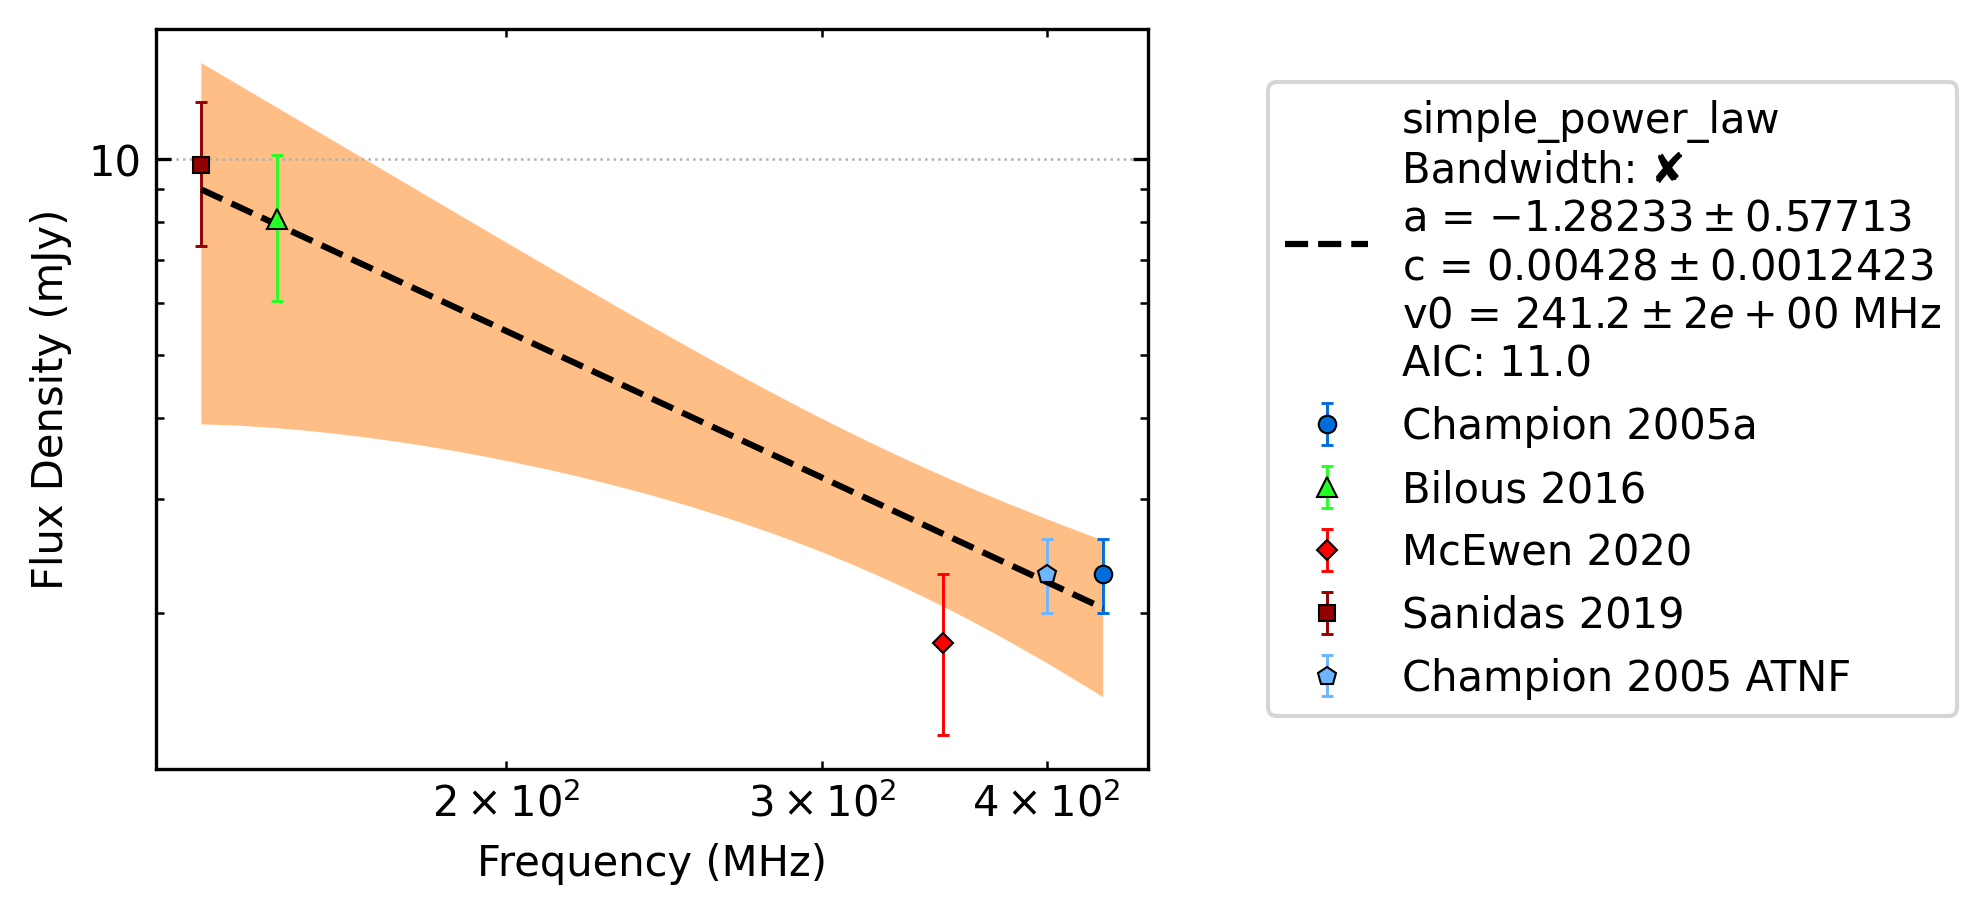 10
Flux Density (mJy)
2 × 10²
3 × 10²
4 × 10²
Frequency (MHz)
simple_power_law
Bandwidth: ✘
a = −1.28233 ± 0.57713
c = 0.00428 ± 0.0012423
v0 = 241.2 ± 2e + 00 MHz
AIC: 11.0
Champion 2005a
Bilous 2016
McEwen 2020
Sanidas 2019
Champion 2005 ATNF